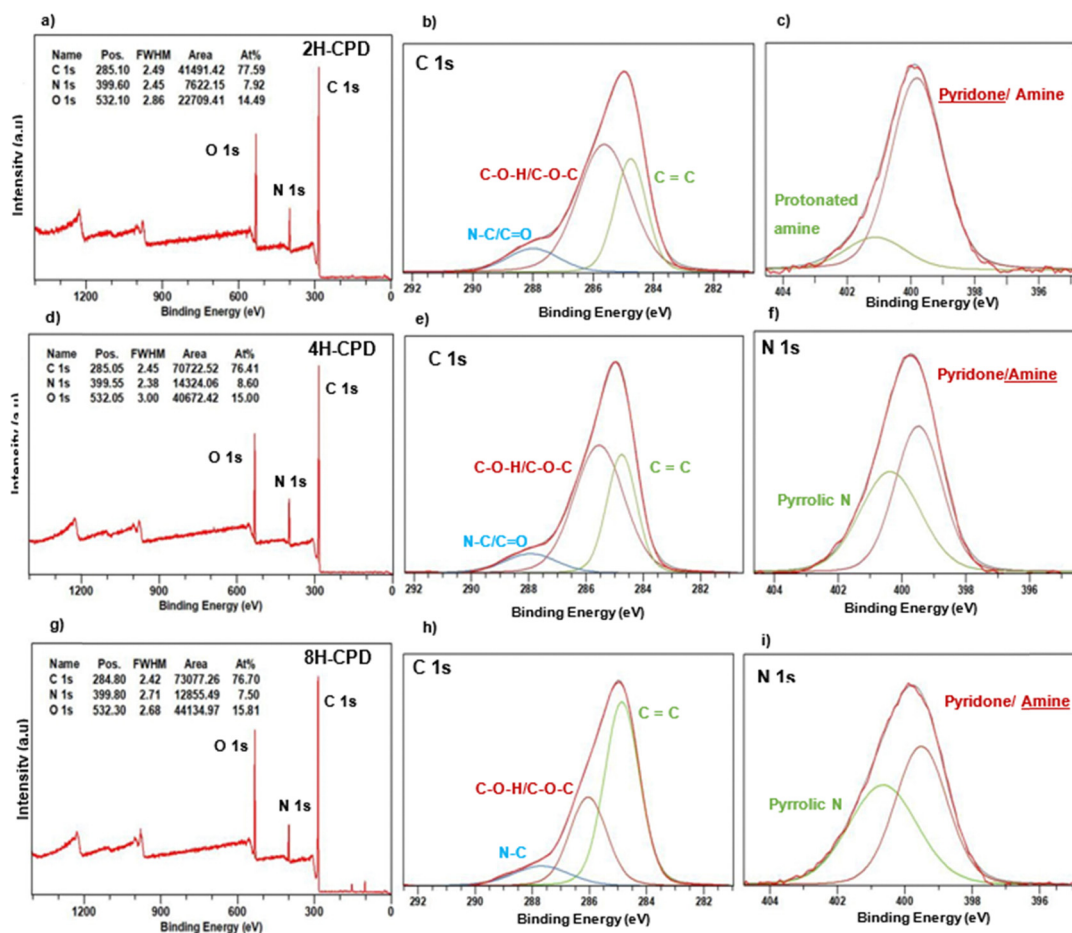 a)
2H-CPD
Name Pos. FWHM Area At%
C 1s 285.10 2.49 41491.42 77.59
N 1s 399.60 2.45 7622.15 7.92
O 1s 532.10 2.86 22709.41 14.49
C 1s
O 1s
N 1s
Intensity (a.u)
1200 900 600 300 0
Binding Energy (eV)
b)
C 1s
C-O-H/C-O-C
C = C
N-C/C=O
292 290 288 286 284 282
Binding Energy (eV)
c)
Pyridone/ Amine
Protonated
amine
404 402 400 398 396
Binding Energy (eV)
d)
4H-CPD
Name Pos. FWHM Area At%
C 1s 285.05 2.45 70722.52 76.41
N 1s 399.55 2.38 14324.06 8.60
O 1s 532.05 3.00 40672.42 15.00
C 1s
O 1s
N 1s
1200 900 600 300 0
Binding Energy (eV)
e)
C 1s
C-O-H/C-O-C
C = C
N-C/C=O
292 290 288 286 284 282
Binding Energy (eV)
f)
N 1s
Pyridone/Amine
Pyrrolic N
404 402 400 398 396
Binding Energy (eV)
g)
8H-CPD
Name Pos. FWHM Area At%
C 1s 284.80 2.42 73077.26 76.70
N 1s 399.80 2.71 12855.49 7.50
O 1s 532.30 2.68 44134.97 15.81
C 1s
O 1s
N 1s
Intensity (a.u)
1200 900 600 300 0
Binding Energy (eV)
h)
C 1s
C = C
C-O-H/C-O-C
N-C
292 290 288 286 284 282
Binding Energy (eV)
i)
N 1s
Pyridone/ Amine
Pyrrolic N
404 402 400 398 396
Binding Energy (eV)